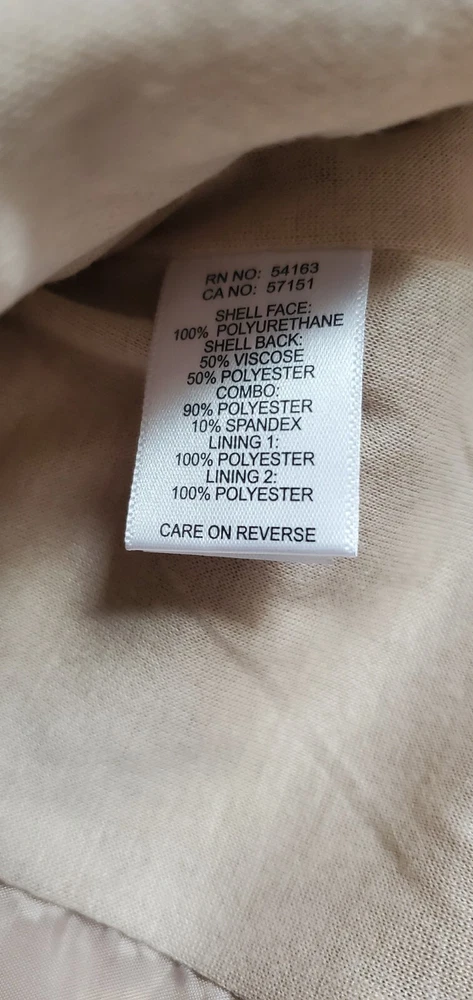 RN NO: 54163
CA NO: 57151
SHELL FACE:
100% POLYURETHANE
SHELL BACK:
50% VISCOSE
50% POLYESTER
COMBO:
90% POLYESTER
10% SPANDEX
LINING 1:
100% POLYESTER
LINING 2:
100% POLYESTER
CARE ON REVERSE